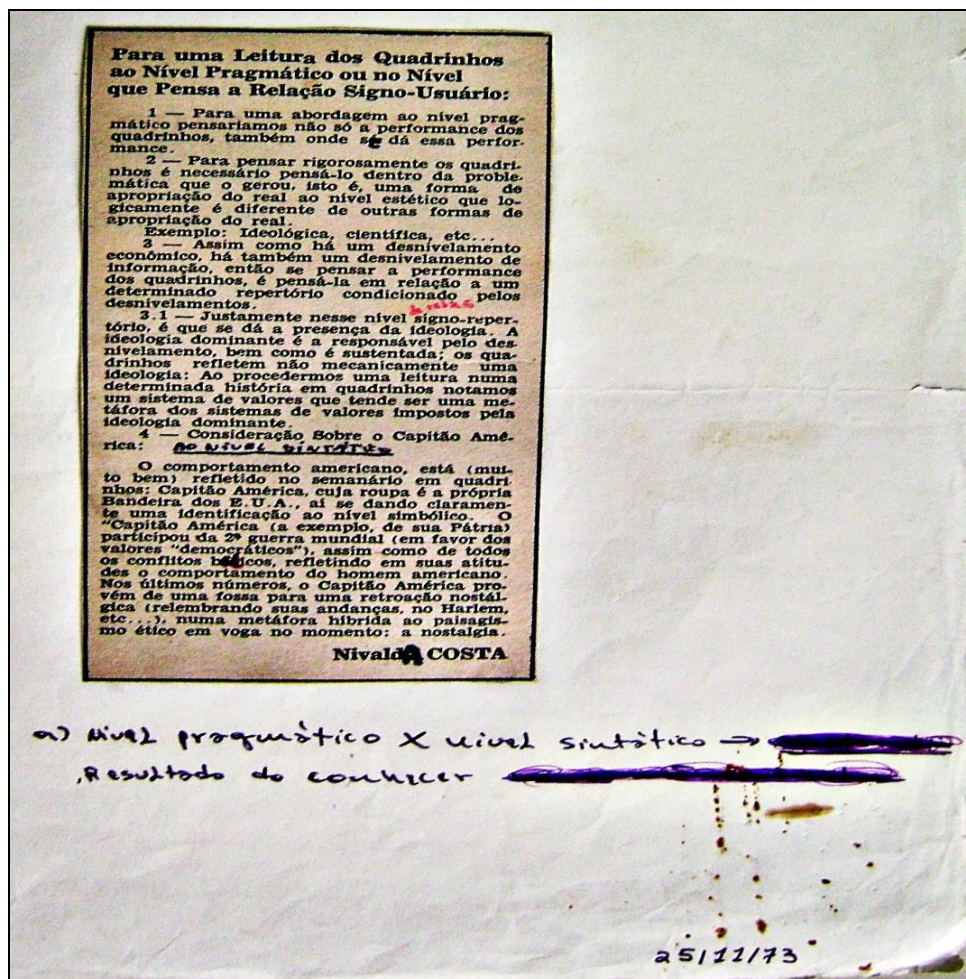 Para uma Leitura dos Quadrinhos
ao Nível Pragmático ou no Nível
que Pensa a Relação Signo-Usuário:
1 — Para uma abordagem ao nível prag-
mático pensariamos não só a performance dos
quadrinhos, também onde se dá essa perfor-
mance.
2 — Para pensar rigorosamente os quadri-
nhos é necessário pensá-lo dentro da proble-
mática que o gerou, isto é, uma forma de
apropriação do real ao nível estético que lo-
gicamente é diferente de outras formas de
apropriação do real.
Exemplo: Ideológica, científica, etc...
3 — Assim como há um desnivelamento
econômico, há também um desnivelamento de
informação, então se pensar a performance
dos quadrinhos, é pensá-la em relação a um
determinado repertório condicionado pelos
desnivelamentos.
3.1 — Justamente nesse nível signo-reper-
tório, é que se dá a presença da ideologia. A
ideologia dominante é a responsável pelo des-
nivelamento, bem como é sustentada; os qua-
drinhos refletem não mecanicamente uma
ideologia: Ao procedermos uma leitura numa
determinada história em quadrinhos notamos
um sistema de valores que tende ser uma me-
táfora dos sistemas de valores impostos pela
ideologia dominante.
4 — Consideração Sobre o Capitão Amé-
rica: AO NÍVEL SINTÁTICO
O comportamento americano, está (mui-
to bem) refletido no semanário em quadri-
nhos: Capitão América, cuja roupa é a própria
Bandeira dos E.U.A., aí se dando claramen-
te uma identificação ao nível simbólico. O
"Capitão América (a exemplo, de sua Pátria)
participou da 2ª guerra mundial (em favor dos
valores "democráticos"), assim como de todos
os conflitos bélicos, refletindo em suas atitu-
des o comportamento do homem americano.
Nos últimos números, o Capitão América pro-
vém de uma fossa para uma retroação nostál-
gica (relembrando suas andanças, no Harlem,
etc...), numa metáfora híbrida ao paisagis-
mo ético em voga no momento: a nostalgia.
NivaldA COSTA
a) Nível pragmático X nível sintático →
Resultado do conhecer
25/11/73